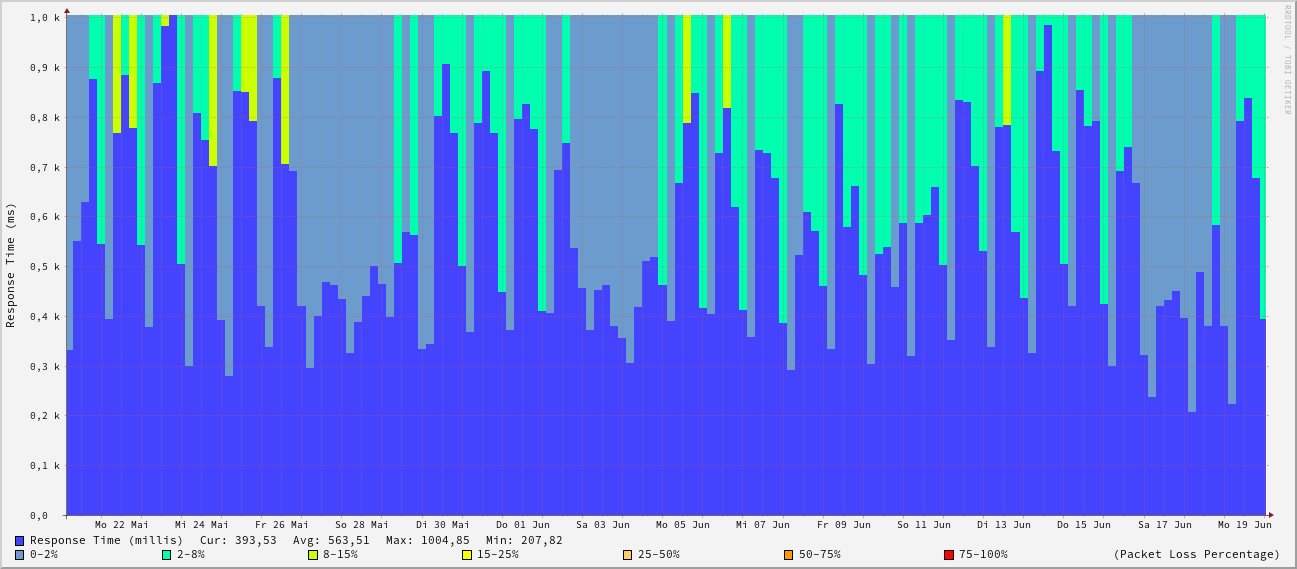 RRDTOOL / TOBI OETIKER
Response Time (ms)
1,0 k
0,9 k
0,8 k
0,7 k
0,6 k
0,5 k
0,4 k
0,3 k
0,2 k
0,1 k
0,0
Mo 22 Mai Mi 24 Mai Fr 26 Mai So 28 Mai Di 30 Mai Do 01 Jun Sa 03 Jun Mo 05 Jun Mi 07 Jun Fr 09 Jun So 11 Jun Di 13 Jun Do 15 Jun Sa 17 Jun Mo 19 Jun
Response Time (millis) Cur: 393,53 Avg: 563,51 Max: 1004,85 Min: 207,82
0-2% 2-8% 8-15% 15-25% 25-50% 50-75% 75-100% (Packet Loss Percentage)